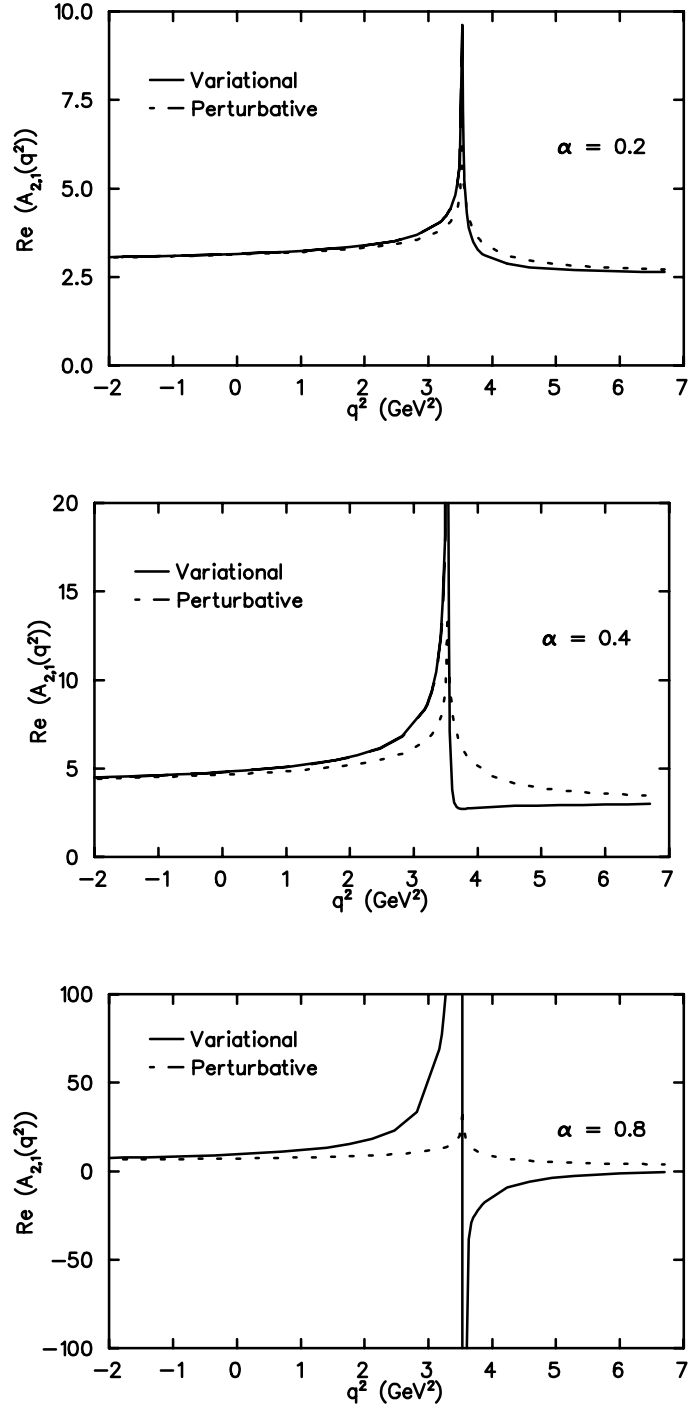 10.0
7.5
5.0
2.5
0.0
Re (A2,1(q²))
Variational
Perturbative
α = 0.2
−2 −1 0 1 2 3 4 5 6 7
q² (GeV²)
20
15
10
5
0
Re (A2,1(q²))
Variational
Perturbative
α = 0.4
−2 −1 0 1 2 3 4 5 6 7
q² (GeV²)
100
50
0
−50
−100
Re (A2,1(q²))
Variational
Perturbative
α = 0.8
−2 −1 0 1 2 3 4 5 6 7
q² (GeV²)